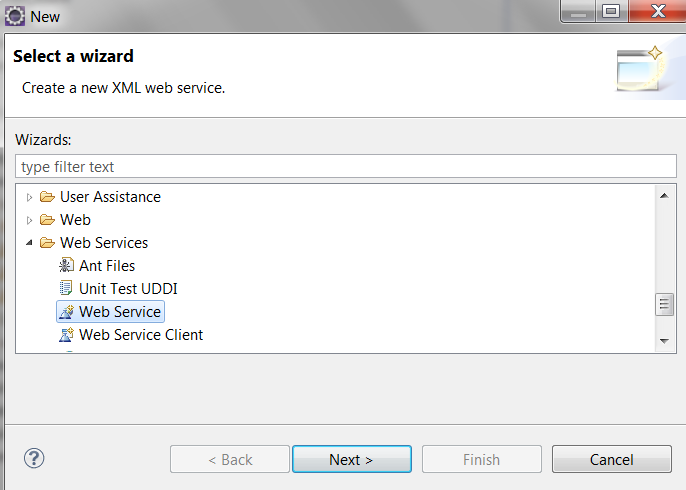 New
Select a wizard
Create a new XML web service.
Wizards:
type filter text
User Assistance
Web
Web Services
Ant Files
Unit Test UDDI
Web Service
Web Service Client
< Back Next > Finish Cancel